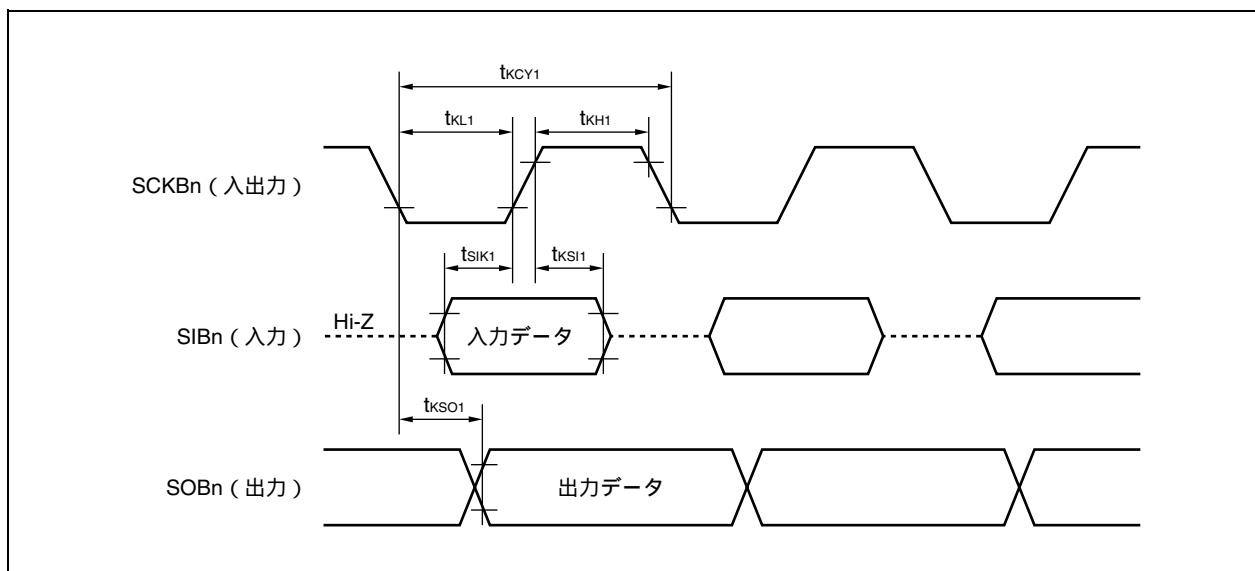 tKCY1
tKL1
tKH1
SCKBn（入出力）
tSIK1
tKSI1
SIBn（入力）
Hi-Z
入力データ
tKSO1
SOBn（出力）
出力データ